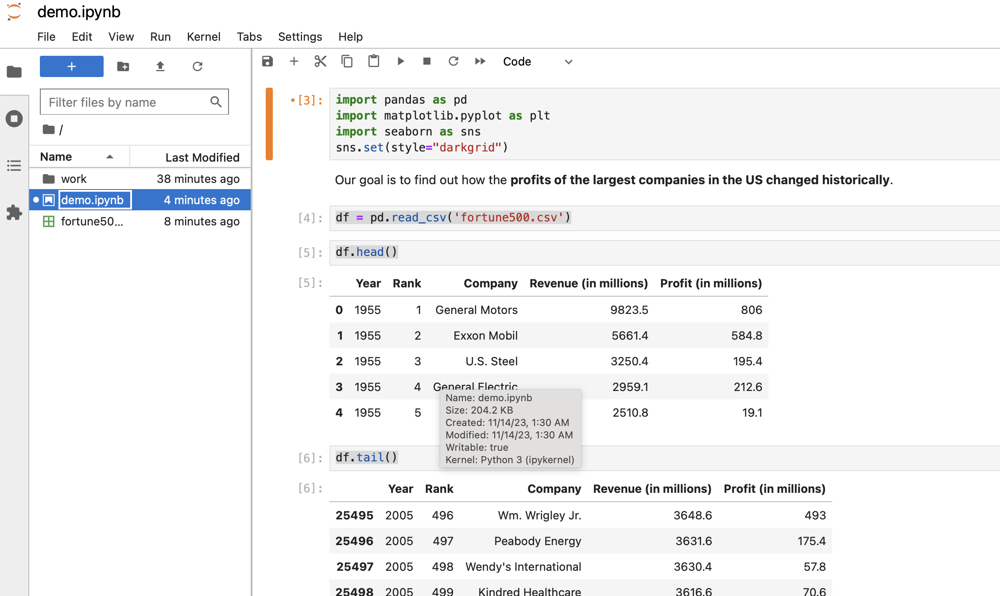 demo.ipynb
File Edit View Run Kernel Tabs Settings Help
+
Filter files by name
/
Name Last Modified
work 38 minutes ago
demo.ipynb 4 minutes ago
fortune50... 8 minutes ago
Code
[3]:
import pandas as pd
import matplotlib.pyplot as plt
import seaborn as sns
sns.set(style="darkgrid")
Our goal is to find out how the profits of the largest companies in the US changed historically.
[4]: df = pd.read_csv('fortune500.csv')
[5]: df.head()
[5]: Year Rank Company Revenue (in millions) Profit (in millions)
0 1955 1 General Motors 9823.5 806
1 1955 2 Exxon Mobil 5661.4 584.8
2 1955 3 U.S. Steel 3250.4 195.4
3 1955 4 General Electric 2959.1 212.6
4 1955 5 2510.8 19.1
Name: demo.ipynb
Size: 204.2 KB
Created: 11/14/23, 1:30 AM
Modified: 11/14/23, 1:30 AM
Writable: true
Kernel: Python 3 (ipykernel)
[6]: df.tail()
[6]: Year Rank Company Revenue (in millions) Profit (in millions)
25495 2005 496 Wm. Wrigley Jr. 3648.6 493
25496 2005 497 Peabody Energy 3631.6 175.4
25497 2005 498 Wendy's International 3630.4 57.8
25498 2005 499 Kindred Healthcare 3616.6 70.6